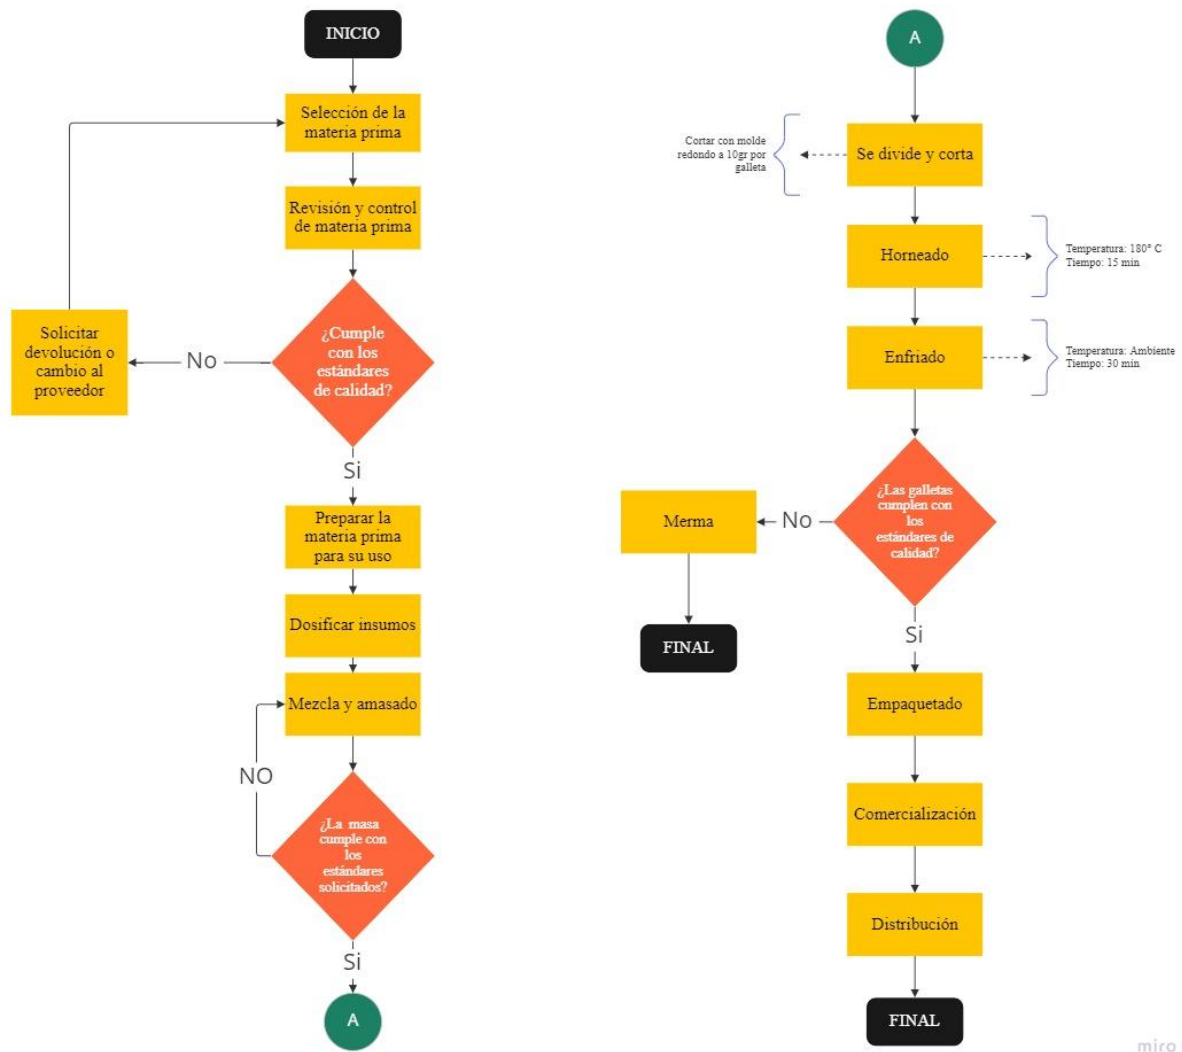 INICIO
Selección de la
materia prima
Revisión y control
de materia prima
¿Cumple
con los
estándares
de calidad?
No
Solicitar
devolución o
cambio al
proveedor
Si
Preparar la
materia prima
para su uso
Dosificar insumos
Mezcla y amasado
NO
¿La masa
cumple con
los
estándares
solicitados?
Si
A
A
Se divide y corta
Cortar con molde
redondo a 10gr por
galleta
Horneado
Temperatura: 180° C
Tiempo: 15 min
Enfriado
Temperatura: Ambiente
Tiempo: 30 min
¿Las galletas
cumplen con
los
estándares de
calidad?
No
Merma
FINAL
Si
Empaquetado
Comercialización
Distribución
FINAL
miro